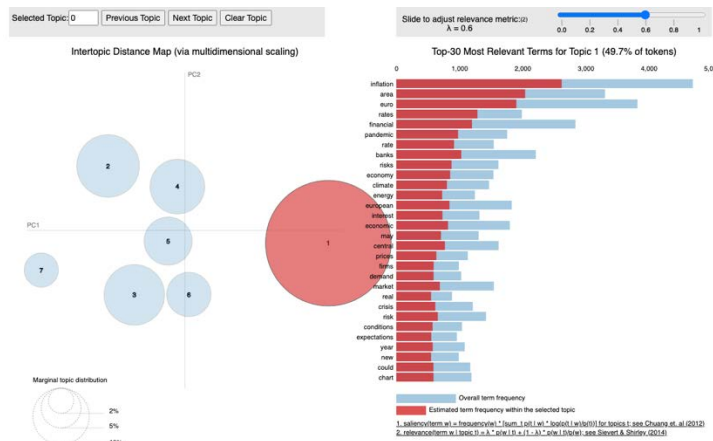 Selected Topic: 0 Previous Topic Next Topic Clear Topic
Slide to adjust relevance metric:(2)
λ = 0.6
0.0 0.2 0.4 0.6 0.8 1
Intertopic Distance Map (via multidimensional scaling)
PC2
PC1
2
4
5
1
7
3
6
Marginal topic distribution
2%
5%
Top-30 Most Relevant Terms for Topic 1 (49.7% of tokens)
0 1,000 2,000 3,000 4,000 5,0
inflation
area
euro
rates
financial
pandemic
rate
banks
risks
economy
climate
energy
european
interest
economic
may
central
prices
firms
demand
market
real
crisis
risk
conditions
expectations
year
new
could
chart
Overall term frequency
Estimated term frequency within the selected topic
1. saliency(term w) = frequency(w) * [sum_t p(t | w) * log(p(t | w)/p(t))] for topics t; see Chuang et. al (2012)
2. relevance(term w | topic t) = λ * p(w | t) + (1 - λ) * p(w | t)/p(w); see Sievert & Shirley (2014)